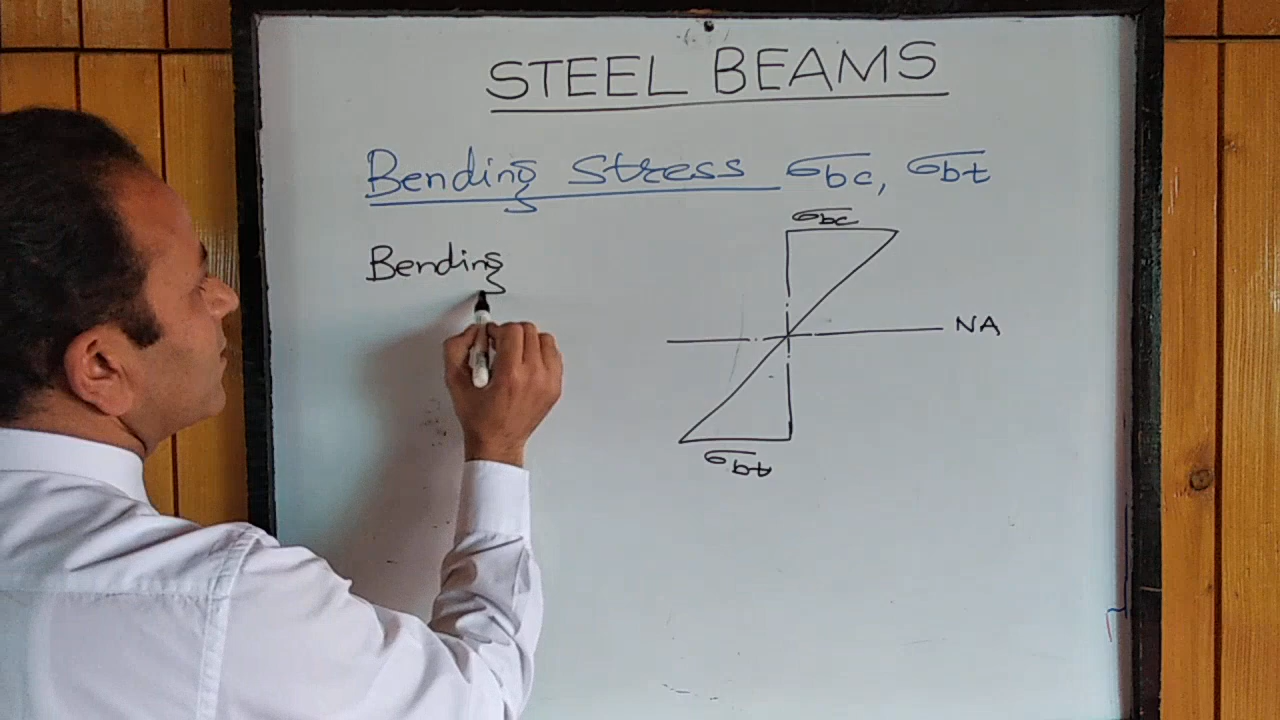 STEEL BEAMS
Bending Stress σbc, σbt
σbc
Bending
NA
σbt